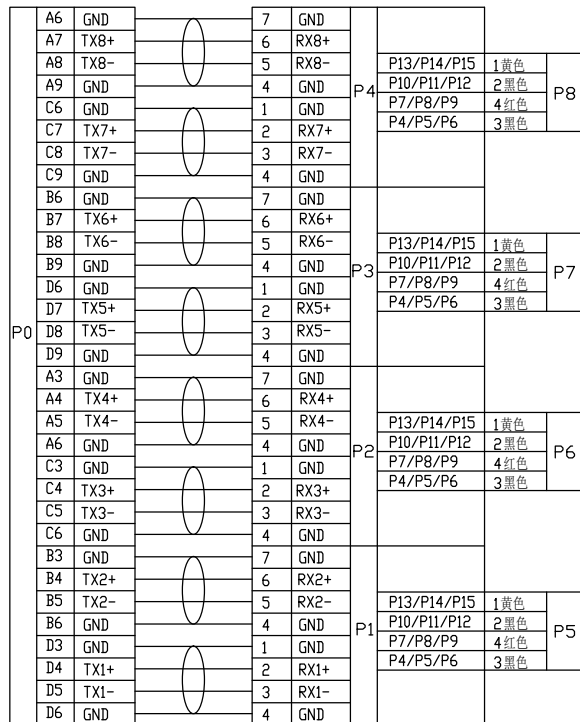 A6 GND 7 GND
A7 TX8+ 6 RX8+
A8 TX8- 5 RX8- P13/P14/P15 1黄色
A9 GND 4 GND P4 P10/P11/P12 2黑色 P8
C6 GND 1 GND P7/P8/P9 4红色
C7 TX7+ 2 RX7+ P4/P5/P6 3黑色
C8 TX7- 3 RX7-
C9 GND 4 GND
B6 GND 7 GND
B7 TX6+ 6 RX6+
B8 TX6- 5 RX6- P13/P14/P15 1黄色
B9 GND 4 GND P3 P10/P11/P12 2黑色 P7
D6 GND 1 GND P7/P8/P9 4红色
D7 TX5+ 2 RX5+ P4/P5/P6 3黑色
P0 D8 TX5- 3 RX5-
D9 GND 4 GND
A3 GND 7 GND
A4 TX4+ 6 RX4+
A5 TX4- 5 RX4- P13/P14/P15 1黄色
A6 GND 4 GND P2 P10/P11/P12 2黑色 P6
C3 GND 1 GND P7/P8/P9 4红色
C4 TX3+ 2 RX3+ P4/P5/P6 3黑色
C5 TX3- 3 RX3-
C6 GND 4 GND
B3 GND 7 GND
B4 TX2+ 6 RX2+
B5 TX2- 5 RX2- P13/P14/P15 1黄色
B6 GND 4 GND P1 P10/P11/P12 2黑色 P5
D3 GND 1 GND P7/P8/P9 4红色
D4 TX1+ 2 RX1+ P4/P5/P6 3黑色
D5 TX1- 3 RX1-
D6 GND 4 GND